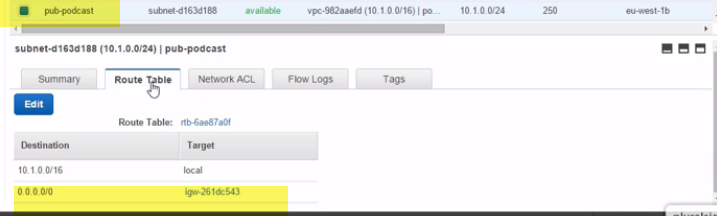 pub-podcast subnet-d163d188 available vpc-982aaefd (10.1.0.0/16) | po... 10.1.0.0/24 250 eu-west-1b
subnet-d163d188 (10.1.0.0/24) | pub-podcast
Summary Route Table Network ACL Flow Logs Tags
Edit
Route Table: rtb-6ae87a0f
Destination Target
10.1.0.0/16 local
0.0.0.0/0 igw-261dc543